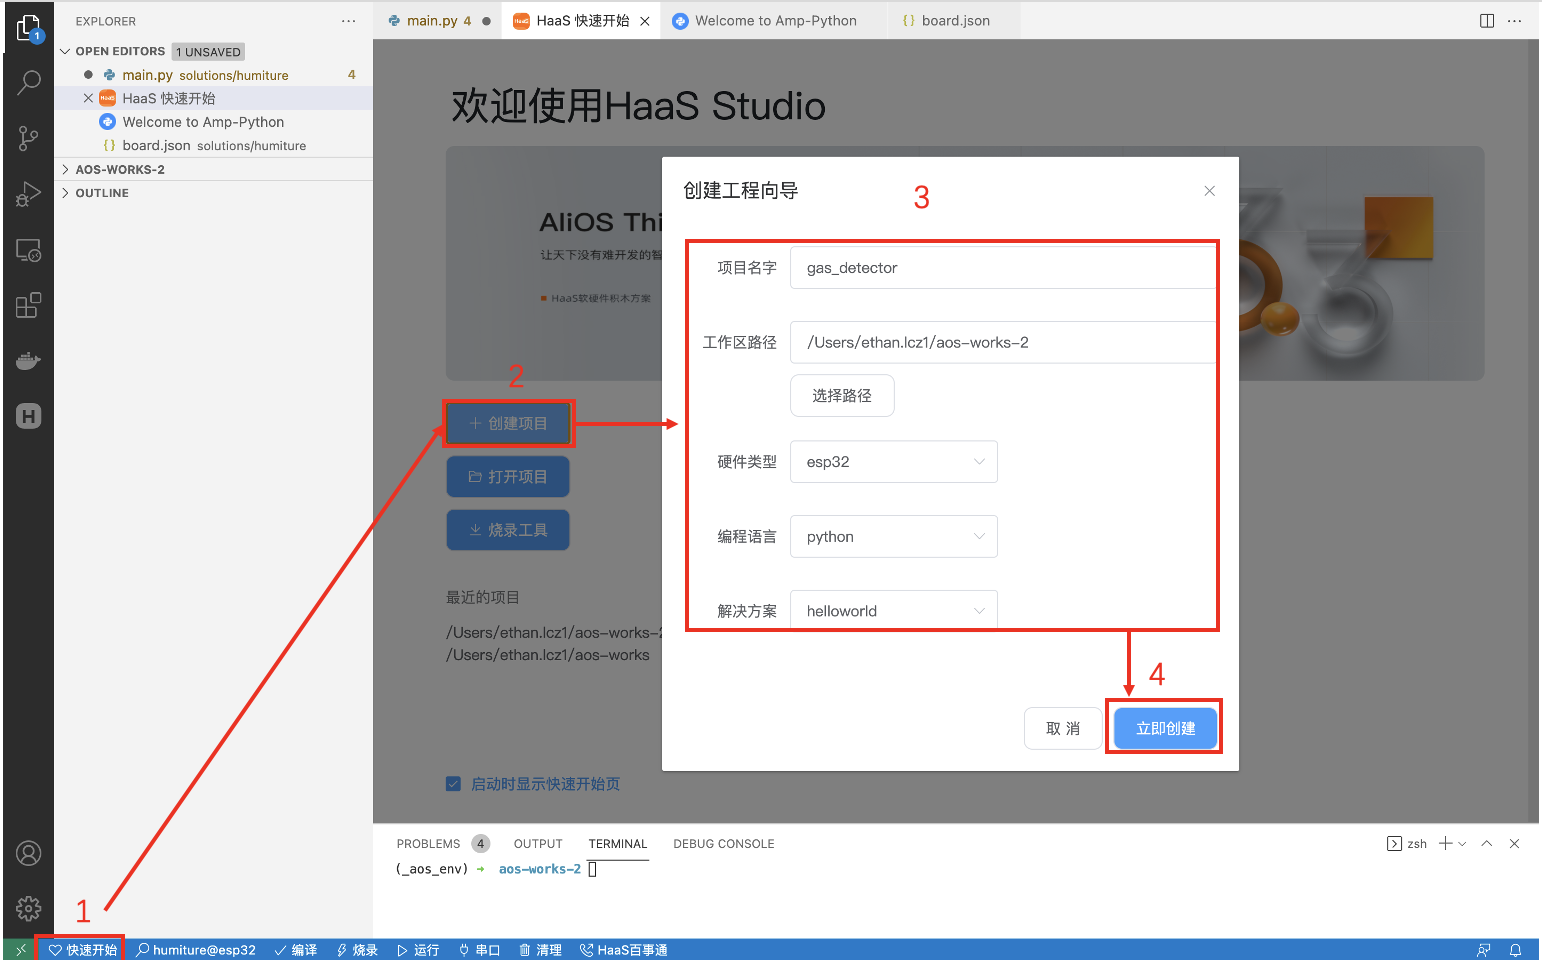 EXPLORER
OPEN EDITORS 1 UNSAVED
main.py solutions/humiture 4
HaaS 快速开始
Welcome to Amp-Python
{} board.json solutions/humiture
AOS-WORKS-2
OUTLINE
main.py 4
HaaS 快速开始
Welcome to Amp-Python
{} board.json
欢迎使用HaaS Studio
AliOS Thi
让天下没有难开发的智
HaaS软硬件积木方案
2
+ 创建项目
打开项目
烧录工具
最近的项目
/Users/ethan.lcz1/aos-works-2
/Users/ethan.lcz1/aos-works
启动时显示快速开始页
创建工程向导
3
项目名字 gas_detector
工作区路径 /Users/ethan.lcz1/aos-works-2
选择路径
硬件类型 esp32
编程语言 python
解决方案 helloworld
4
取 消
立即创建
PROBLEMS 4 OUTPUT TERMINAL DEBUG CONSOLE
zsh
(_aos_env) → aos-works-2
1
1
快速开始 humiture@esp32 编译 烧录 运行 串口 清理 HaaS百事通